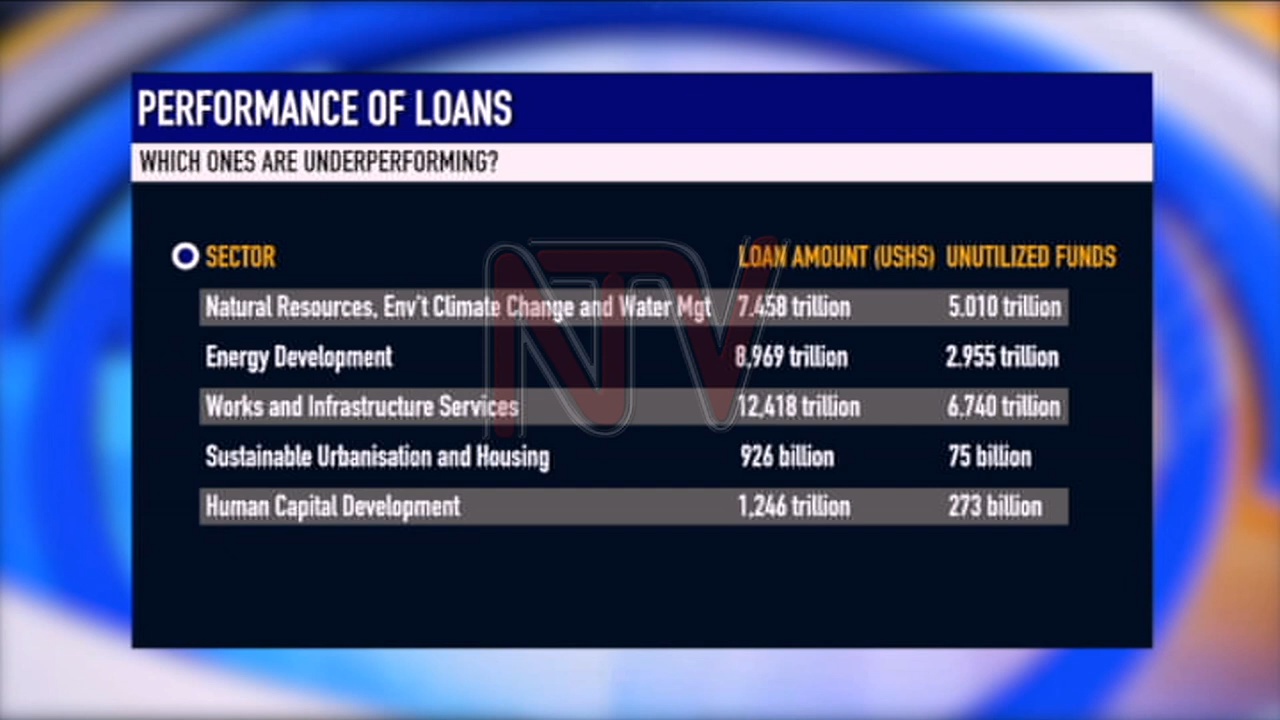 PERFORMANCE OF LOANS
WHICH ONES ARE UNDERPERFORMING?
SECTOR LOAN AMOUNT (USHS) UNUTILIZED FUNDS
Natural Resources, Env't Climate Change and Water Mgt 7.458 trillion 5.010 trillion
Energy Development 8,969 trillion 2.955 trillion
Works and Infrastructure Services 12,418 trillion 6.740 trillion
Sustainable Urbanisation and Housing 926 billion 75 billion
Human Capital Development 1,246 trillion 273 billion
NTV